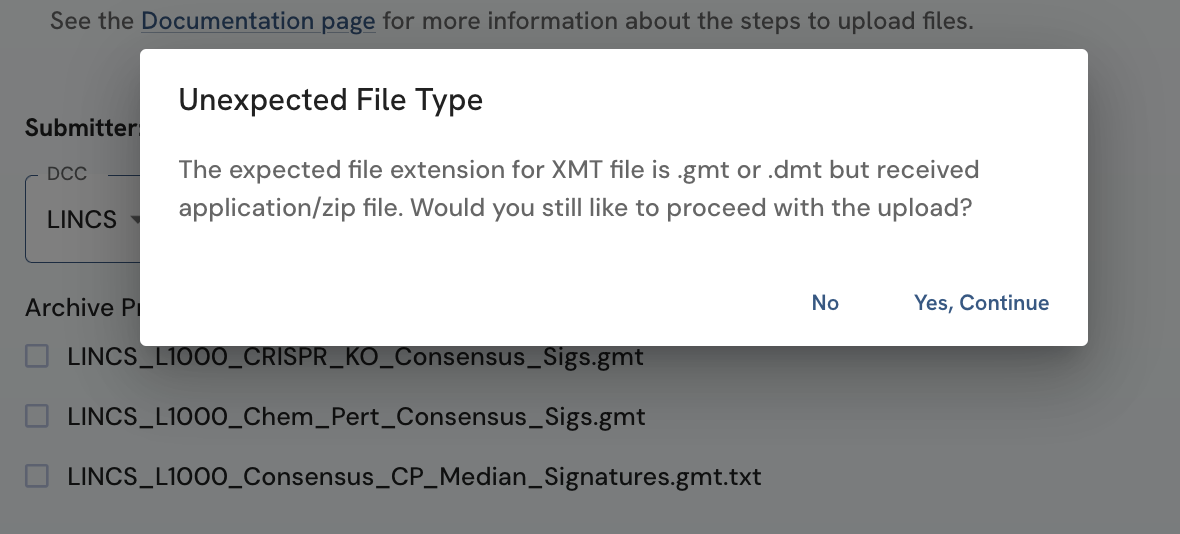 See the Documentation page for more information about the steps to upload files.
Unexpected File Type
Submitter:
The expected file extension for XMT file is .gmt or .dmt but received
DCC
application/zip file. Would you still like to proceed with the upload?
LINCS
No
Yes, Continue
Archive
LINCS_L1000_CRISPR_KO_Consensus_Sigs.gmt
LINCS_L1000_Chem_Pert_Consensus_Sigs.gmt
LINCS_L1000_Consensus_CP_Median_Signatures.gmt.txt